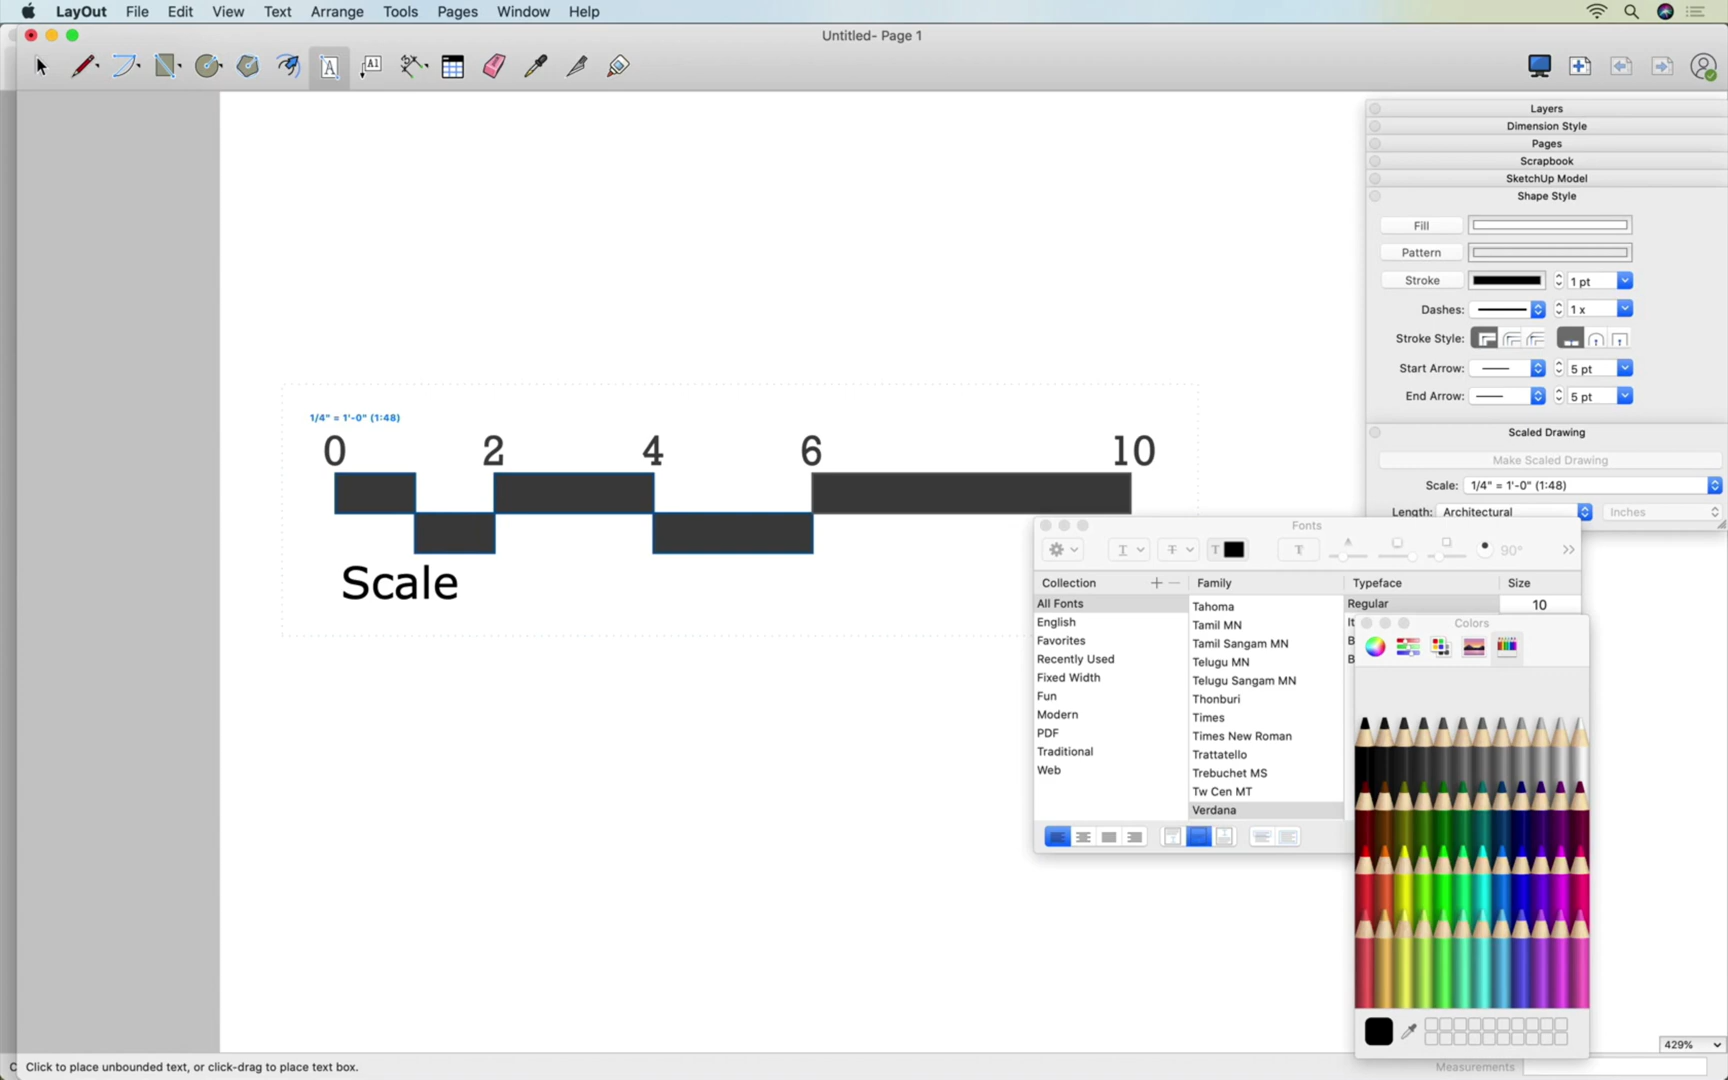 LayOut File Edit View Text Arrange Tools Pages Window Help
Untitled- Page 1
A A1
Layers
Dimension Style
Pages
Scrapbook
SketchUp Model
Shape Style
Fill
Pattern
Stroke 1 pt
Dashes: 1 x
Stroke Style:
Start Arrow: 5 pt
End Arrow: 5 pt
Scaled Drawing
Make Scaled Drawing
Scale: 1/4" = 1'-0" (1:48)
Length: Architectural Inches
1/4" = 1'-0" (1:48)
0 2 4 6 10
Scale
Fonts
T T T T 90°
Collection Family Typeface Size
All Fonts
English
Favorites
Recently Used
Fixed Width
Fun
Modern
PDF
Traditional
Web
Tahoma
Tamil MN
Tamil Sangam MN
Telugu MN
Telugu Sangam MN
Thonburi
Times
Times New Roman
Trattatello
Trebuchet MS
Tw Cen MT
Verdana
Regular
10
Colors
429%
Click to place unbounded text, or click-drag to place text box.
Measurements